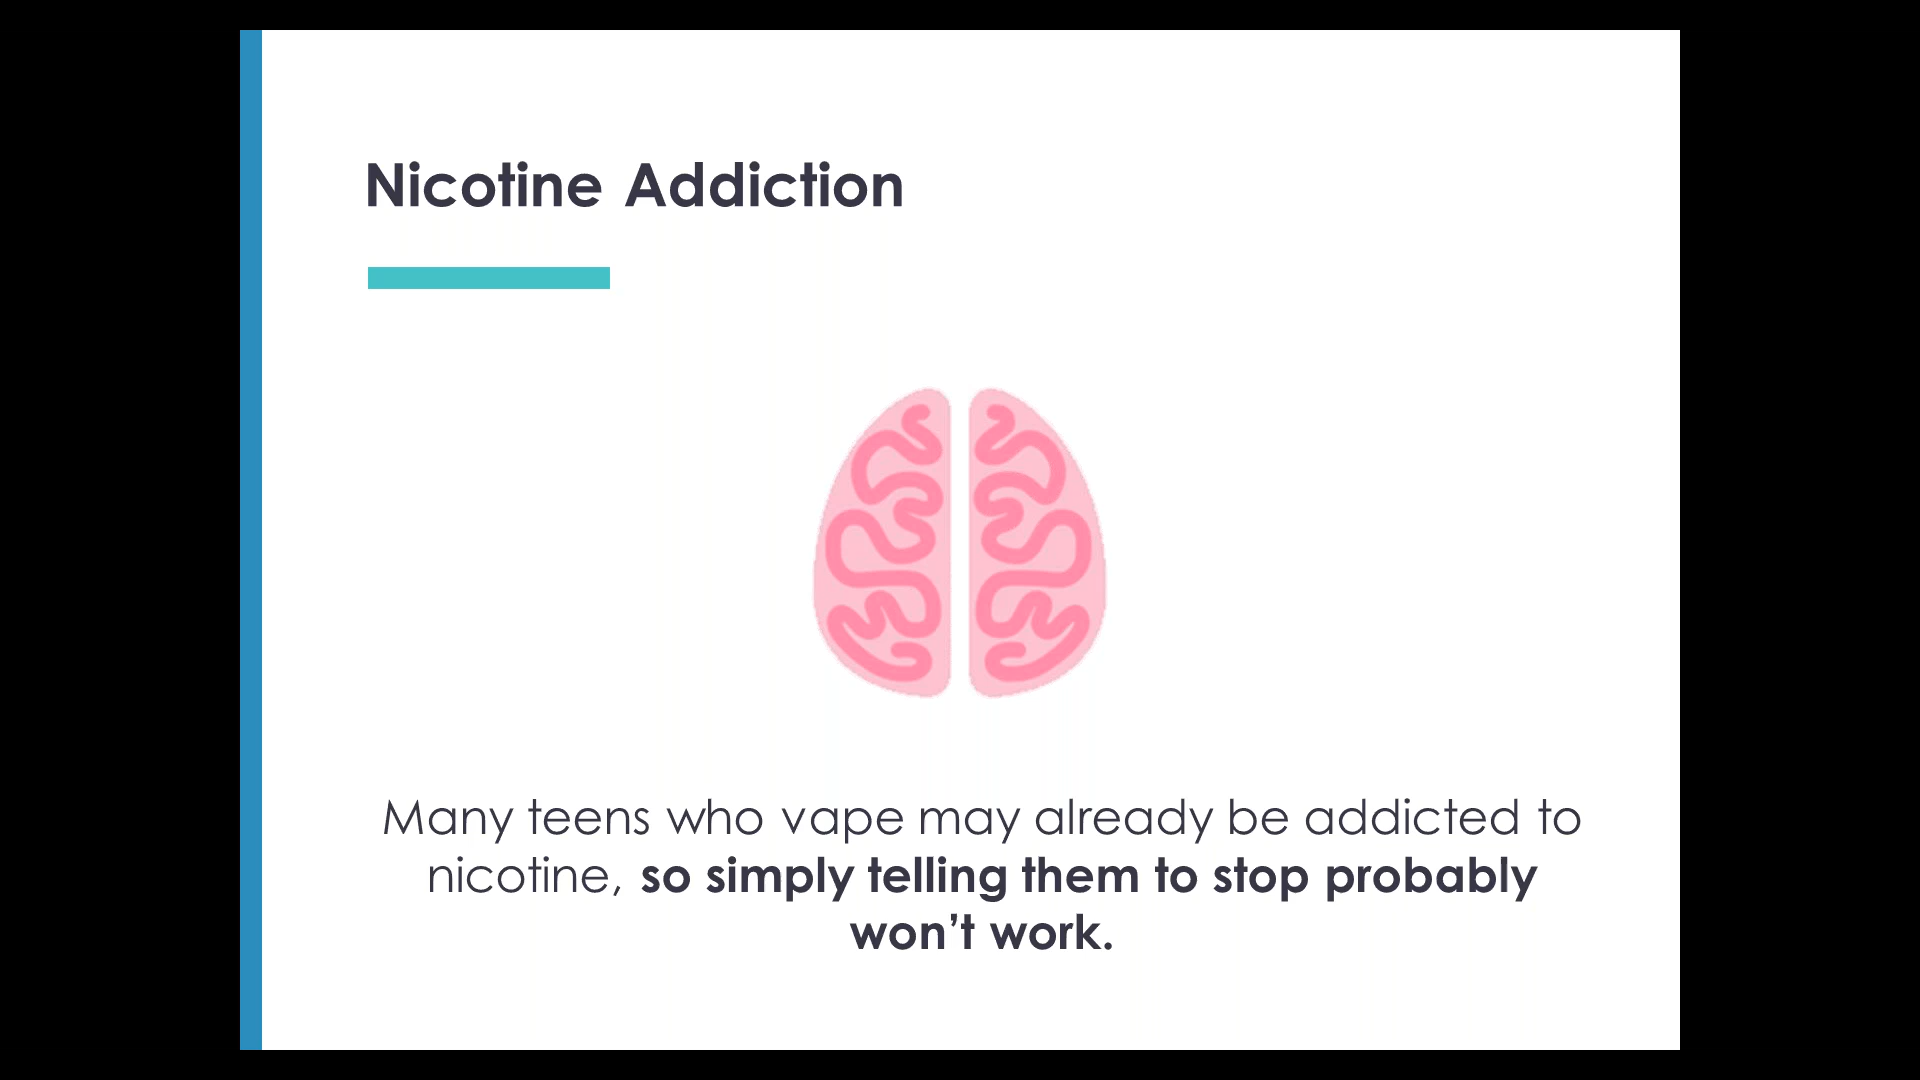 Nicotine Addiction
Many teens who vape may already be addicted to
nicotine, so simply telling them to stop probably
won’t work.